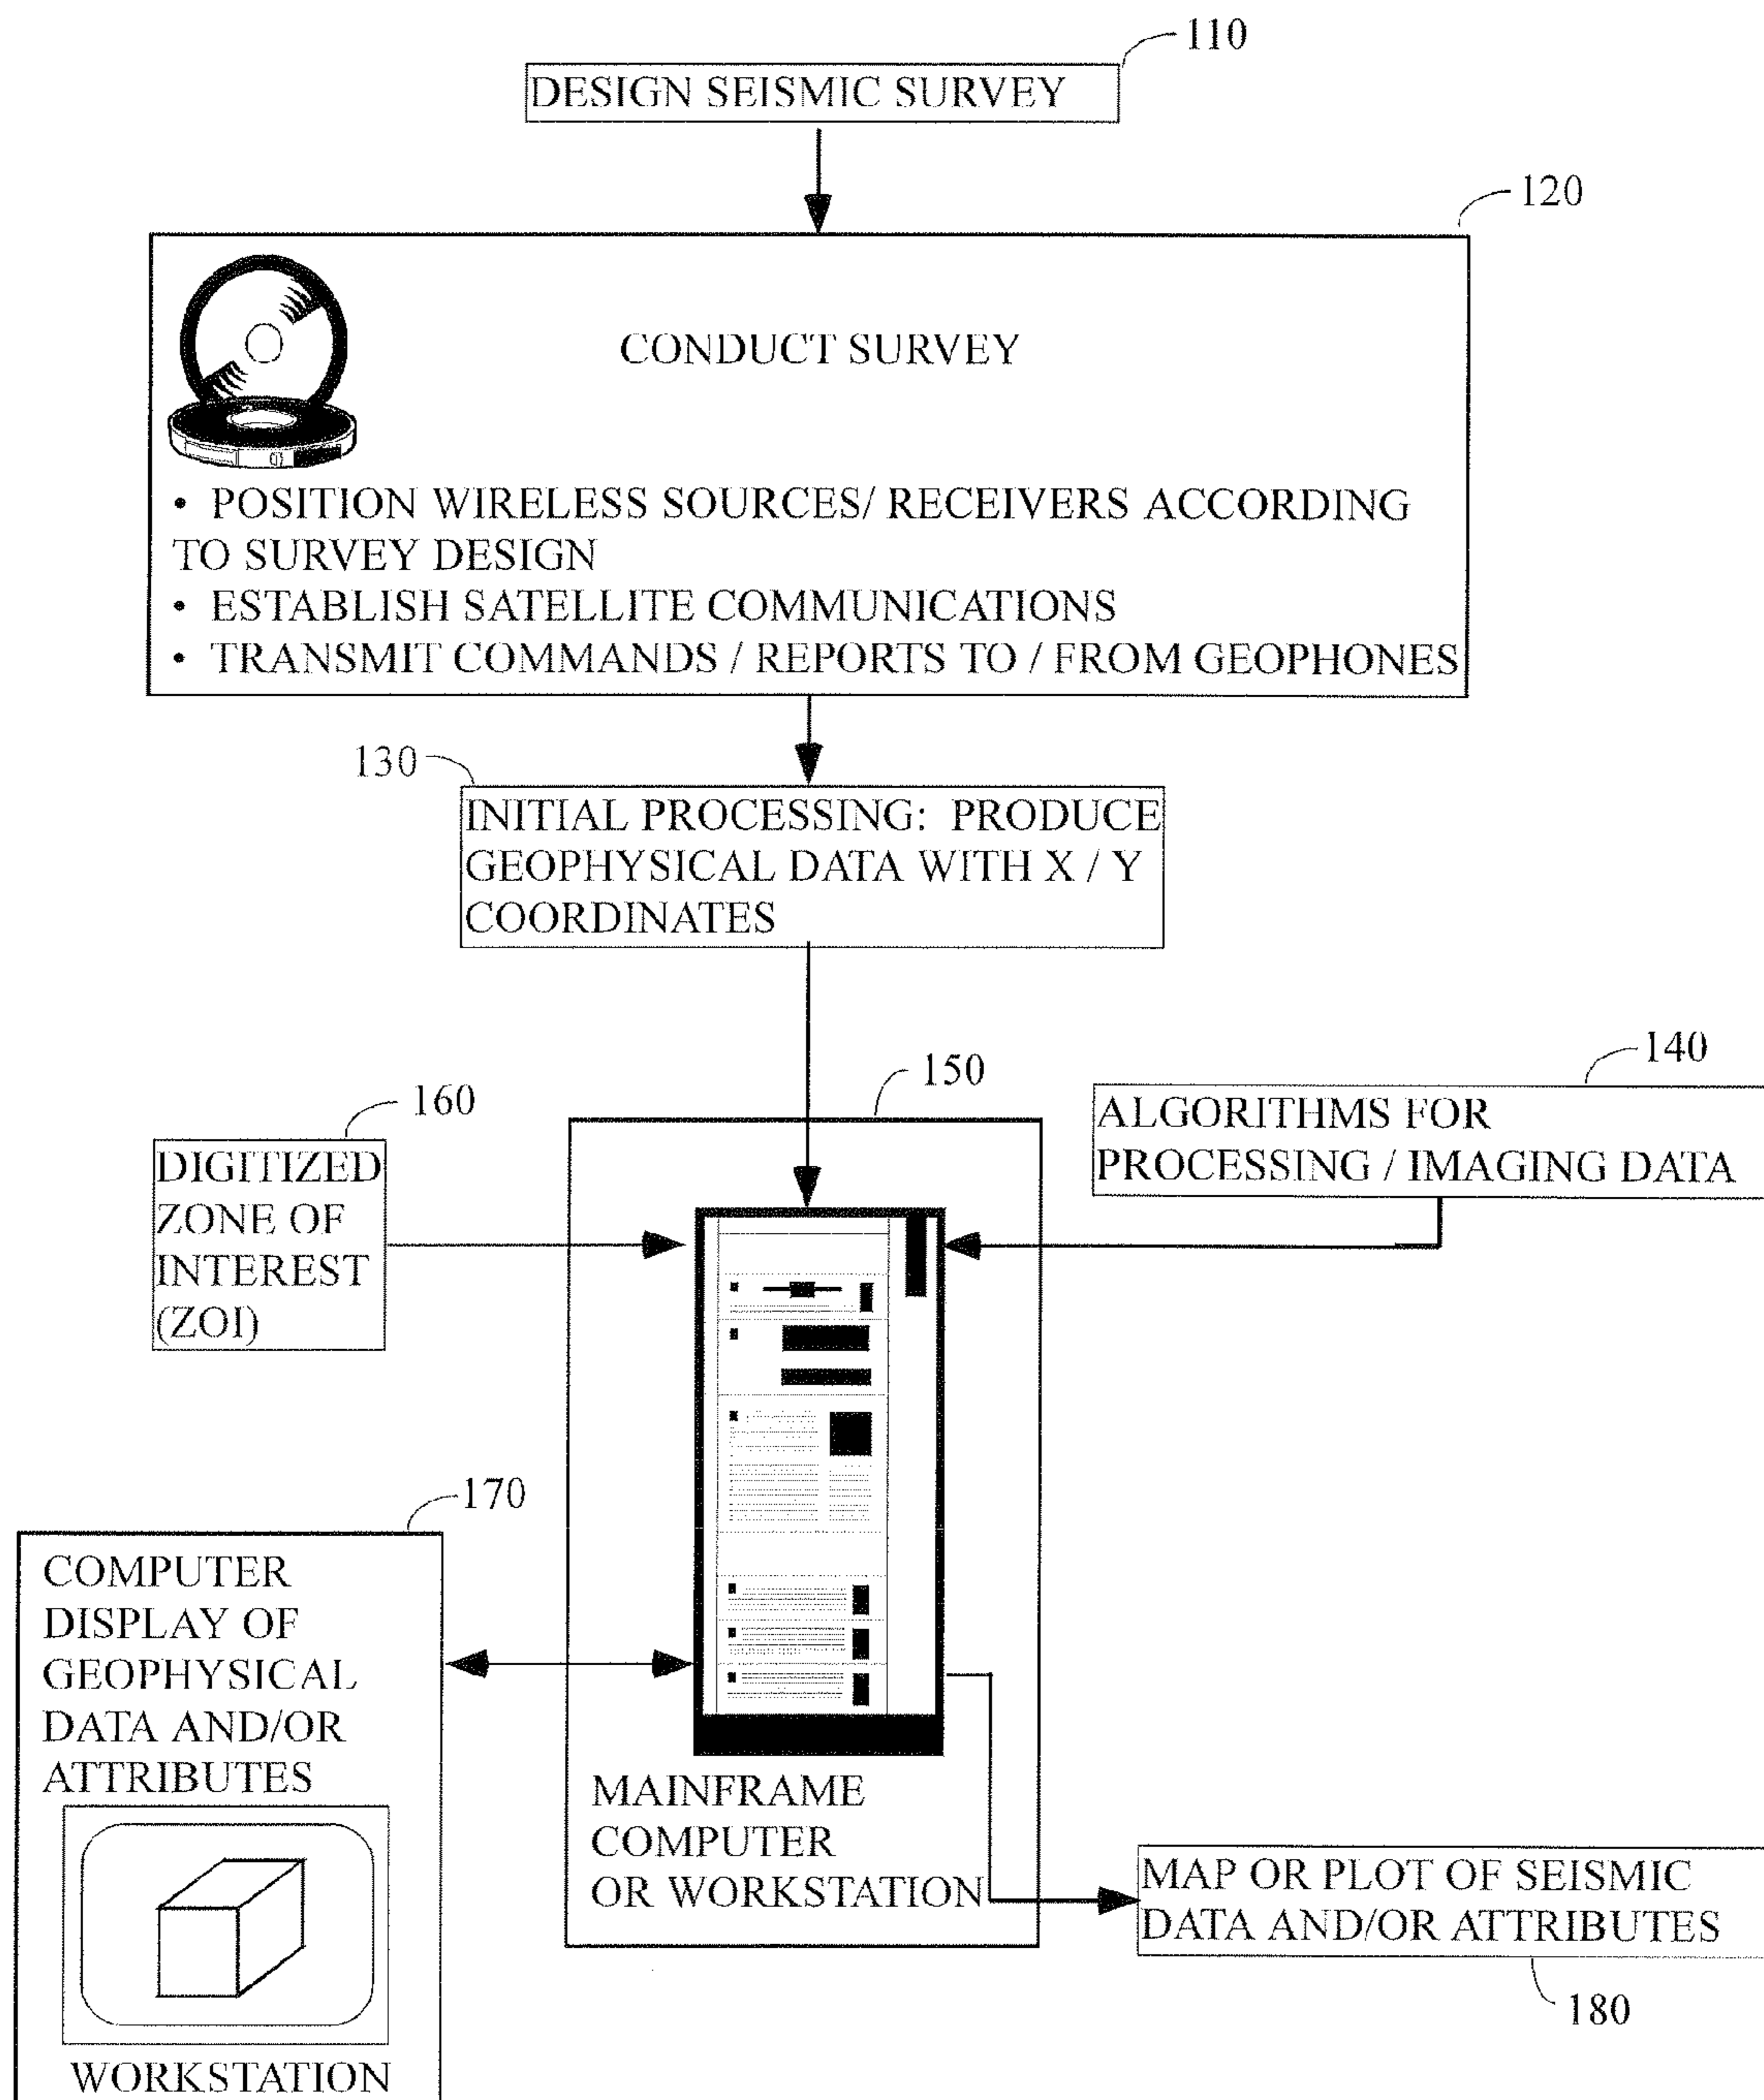 110
DESIGN SEISMIC SURVEY
120
CONDUCT SURVEY
• POSITION WIRELESS SOURCES/ RECEIVERS ACCORDING
TO SURVEY DESIGN
• ESTABLISH SATELLITE COMMUNICATIONS
• TRANSMIT COMMANDS / REPORTS TO / FROM GEOPHONES
130
INITIAL PROCESSING: PRODUCE
GEOPHYSICAL DATA WITH X / Y
COORDINATES
140
ALGORITHMS FOR
PROCESSING / IMAGING DATA
150
160
DIGITIZED
ZONE OF
INTEREST
(ZOI)
170
COMPUTER
DISPLAY OF
GEOPHYSICAL
DATA AND/OR
ATTRIBUTES
WORKSTATION
MAINFRAME
COMPUTER
OR WORKSTATION
MAP OR PLOT OF SEISMIC
DATA AND/OR ATTRIBUTES
180